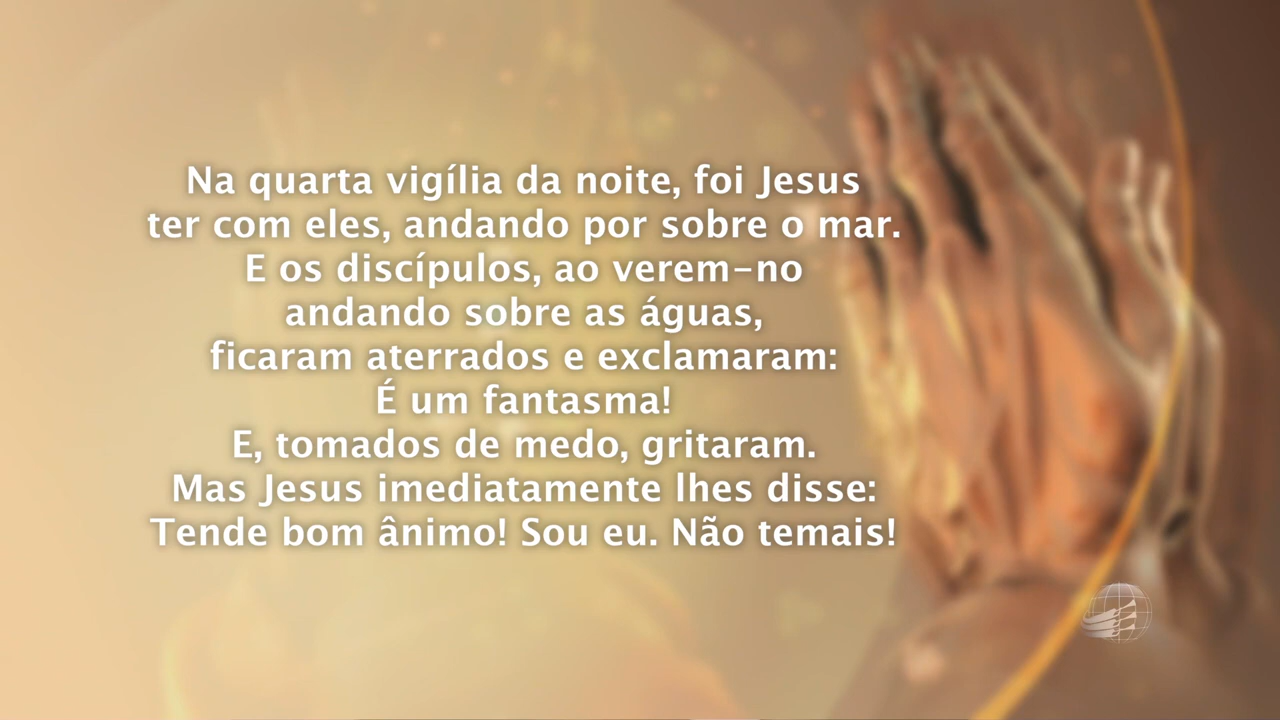 Na quarta vigília da noite, foi Jesus
ter com eles, andando por sobre o mar.
E os discípulos, ao verem-no
andando sobre as águas,
ficaram aterrados e exclamaram:
É um fantasma!
E, tomados de medo, gritaram.
Mas Jesus imediatamente lhes disse:
Tende bom ânimo! Sou eu. Não temais!